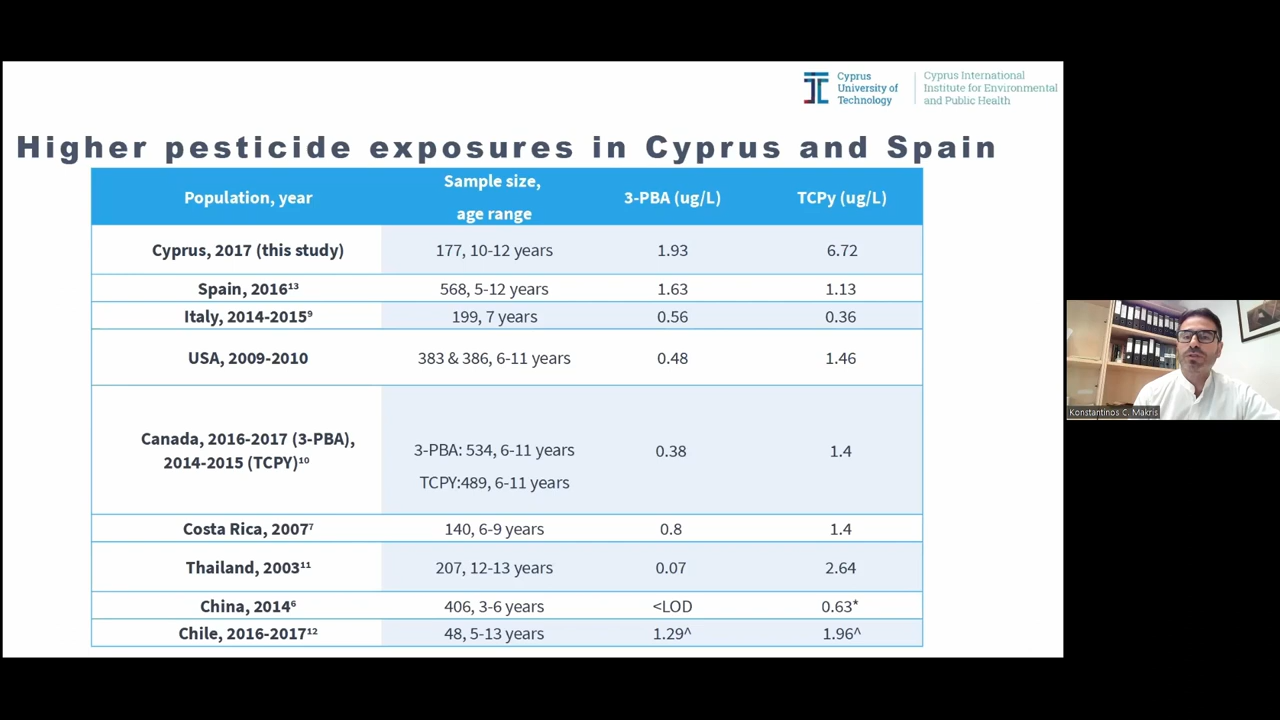 Cyprus
University of
Technology
Cyprus International
Institute for Environmental
and Public Health
Higher pesticide exposures in Cyprus and Spain
Population, year
Sample size,
age range
3-PBA (ug/L)
TCPy (ug/L)
Cyprus, 2017 (this study) 177, 10-12 years 1.93 6.72
Spain, 2016¹³ 568, 5-12 years 1.63 1.13
Italy, 2014-2015⁹ 199, 7 years 0.56 0.36
USA, 2009-2010 383 & 386, 6-11 years 0.48 1.46
Canada, 2016-2017 (3-PBA),
2014-2015 (TCPY)¹⁰
3-PBA: 534, 6-11 years
TCPY:489, 6-11 years
0.38 1.4
Costa Rica, 2007⁷ 140, 6-9 years 0.8 1.4
Thailand, 2003¹¹ 207, 12-13 years 0.07 2.64
China, 2014⁶ 406, 3-6 years <LOD 0.63*
Chile, 2016-2017¹² 48, 5-13 years 1.29^ 1.96^
Konstantinos C. Makris